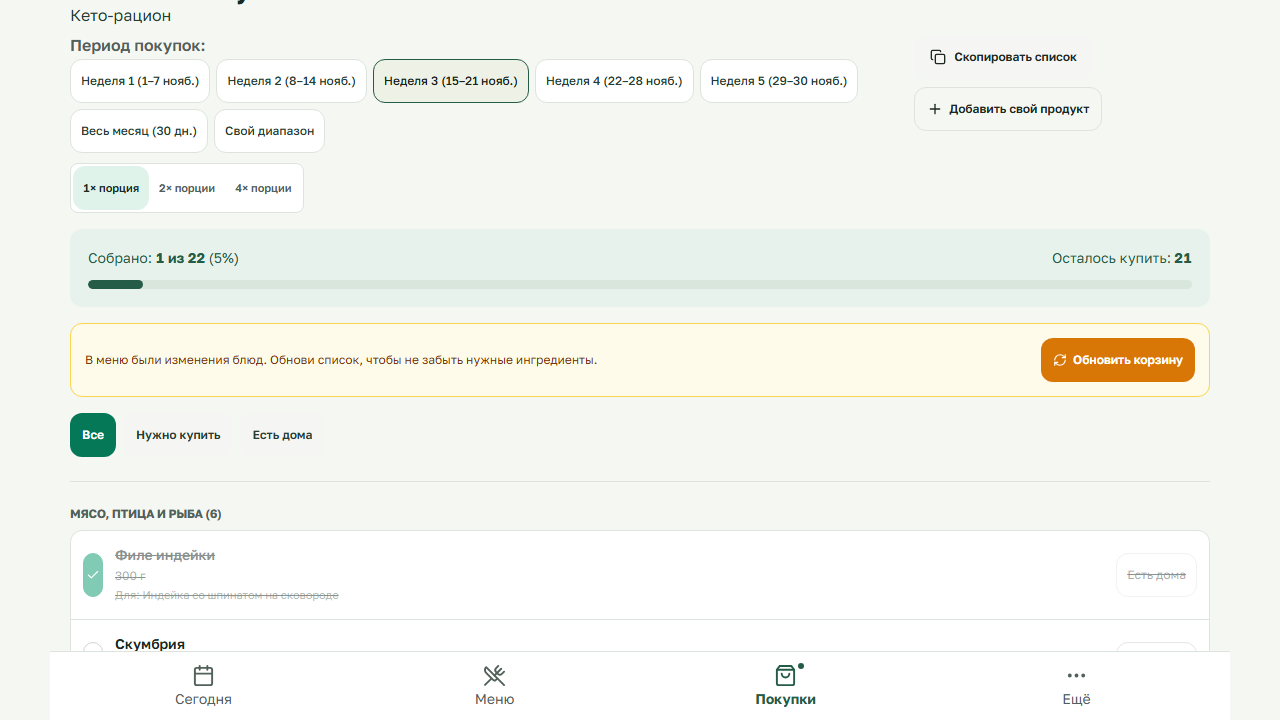 Кето-рацион
Период покупок:
Неделя 1 (1–7 нояб.)
Неделя 2 (8–14 нояб.)
Неделя 3 (15–21 нояб.)
Неделя 4 (22–28 нояб.)
Неделя 5 (29–30 нояб.)
Весь месяц (30 дн.)
Свой диапазон
Скопировать список
Добавить свой продукт
1× порция
2× порции
4× порции
Собрано: 1 из 22 (5%)
Осталось купить: 21
В меню были изменения блюд. Обнови список, чтобы не забыть нужные ингредиенты.
Обновить корзину
Все
Нужно купить
Есть дома
МЯСО, ПТИЦА И РЫБА (6)
Филе индейки
300 г
Для: Индейка со шпинатом на сковороде
Есть дома
Скумбрия
Сегодня
Меню
Покупки
Ещё